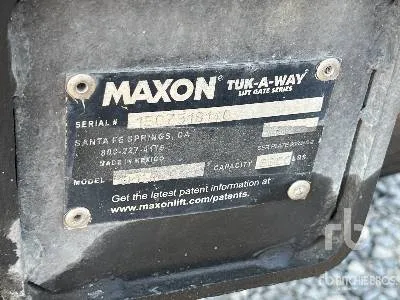 MAXON® TUK-A-WAY
LIFT GATE SERIES
SERIAL #
SANTA FE SPRINGS, CA
800-227-4116
MADE IN MEXICO
MODEL
CAPACITY LBS.
Get the latest patent information at
www.maxonlift.com/patents.
rb
RITCHIE BROS